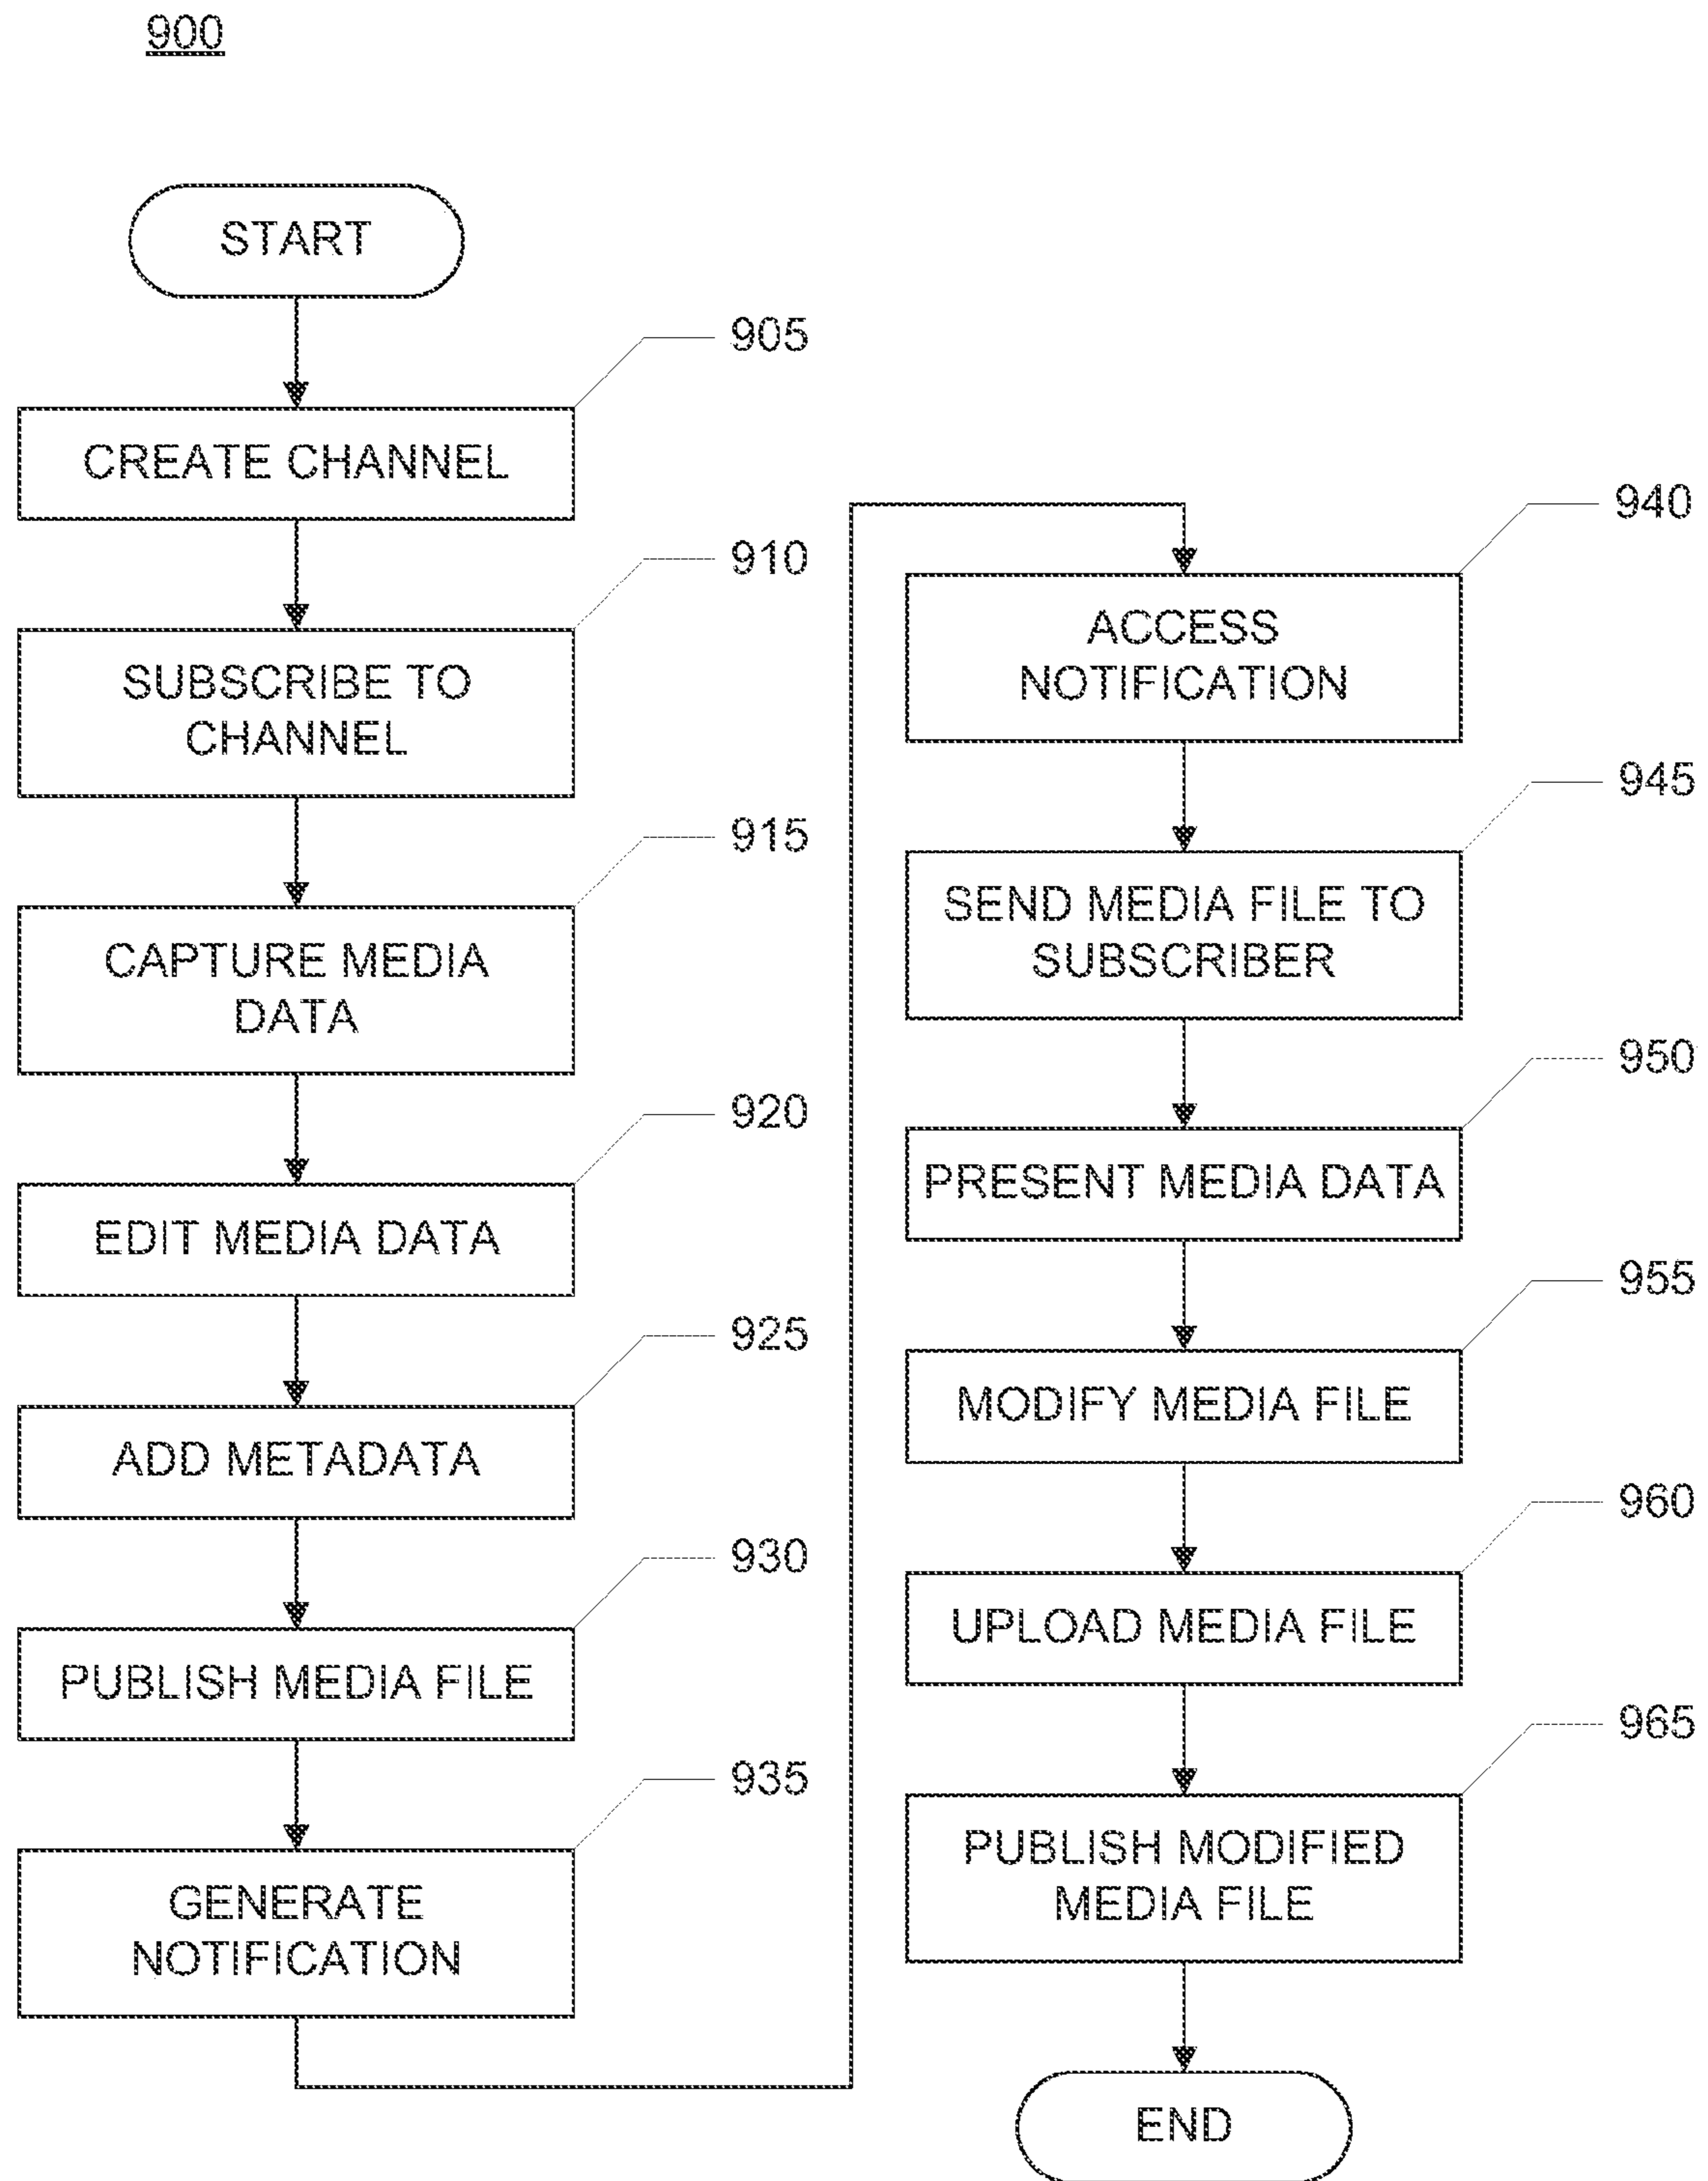 900
START
905
CREATE CHANNEL
910
SUBSCRIBE TO
CHANNEL
915
CAPTURE MEDIA
DATA
920
EDIT MEDIA DATA
925
ADD METADATA
930
PUBLISH MEDIA FILE
935
GENERATE
NOTIFICATION
940
ACCESS
NOTIFICATION
945
SEND MEDIA FILE TO
SUBSCRIBER
950
PRESENT MEDIA DATA
955
MODIFY MEDIA FILE
960
UPLOAD MEDIA FILE
965
PUBLISH MODIFIED
MEDIA FILE
END